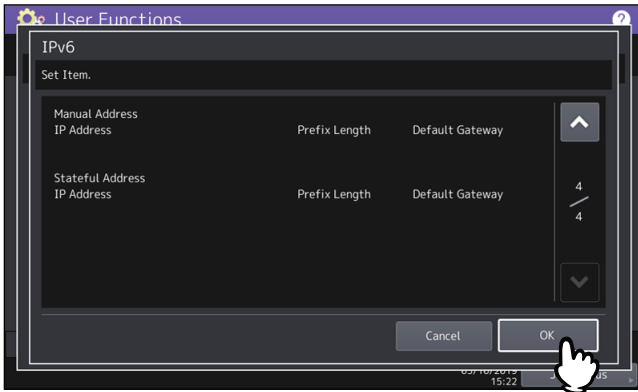 User Functions
?
IPv6
Set Item.
Manual Address
IP Address Prefix Length Default Gateway
Stateful Address
IP Address Prefix Length Default Gateway
4
4
Cancel OK
15:22